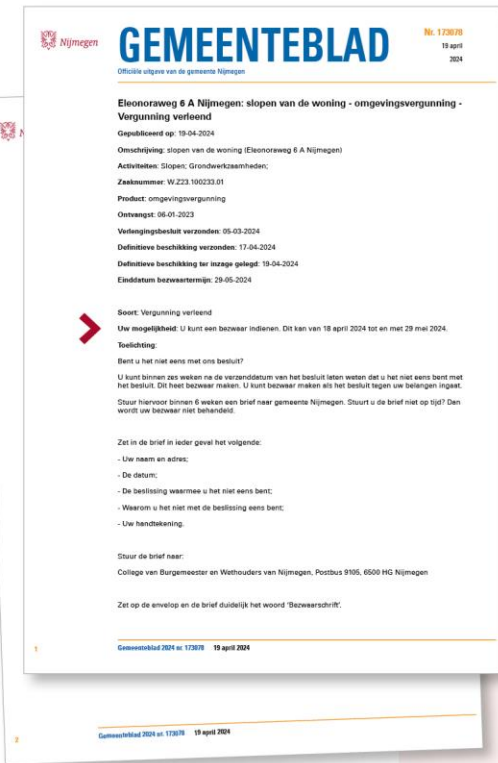 Nijmegen
GEMEENTEBLAD
Officiële uitgave van de gemeente Nijmegen
Nr. 173078
19 april
2024
Eleonoraweg 6 A Nijmegen: slopen van de woning - omgevingsvergunning -
Vergunning verleend
Gepubliceerd op: 19-04-2024
Omschrijving: slopen van de woning (Eleonoraweg 6 A Nijmegen)
Activiteiten: Slopen; Grondwerkzaamheden;
Zaaknummer: W.Z23.100233.01
Product: omgevingsvergunning
Ontvangst: 06-01-2023
Verlengingsbesluit verzonden: 05-03-2024
Definitieve beschikking verzonden: 17-04-2024
Definitieve beschikking ter inzage gelegd: 19-04-2024
Einddatum bezwaartermijn: 29-05-2024
Soort: Vergunning verleend
Uw mogelijkheid: U kunt een bezwaar indienen. Dit kan van 18 april 2024 tot en met 29 mei 2024.
Toelichting:
Bent u het niet eens met ons besluit?
U kunt binnen zes weken na de verzenddatum van het besluit laten weten dat u het niet eens bent met
het besluit. Dit heet bezwaar maken. U kunt bezwaar maken als het besluit tegen uw belangen ingaat.
Stuur hiervoor binnen 6 weken een brief naar gemeente Nijmegen. Stuurt u de brief niet op tijd? Dan
wordt uw bezwaar niet behandeld.
Zet in de brief in ieder geval het volgende:
- Uw naam en adres;
- De datum;
- De beslissing waarmee u het niet eens bent;
- Waarom u het niet met de beslissing eens bent;
- Uw handtekening.
Stuur de brief naar:
College van Burgemeester en Wethouders van Nijmegen, Postbus 9105, 6500 HG Nijmegen
Zet op de envelop en de brief duidelijk het woord 'Bezwaarschrift'.
1
Gemeenteblad 2024 nr. 173078 19 april 2024
2
Gemeenteblad 2024 nr. 173078 19 april 2024